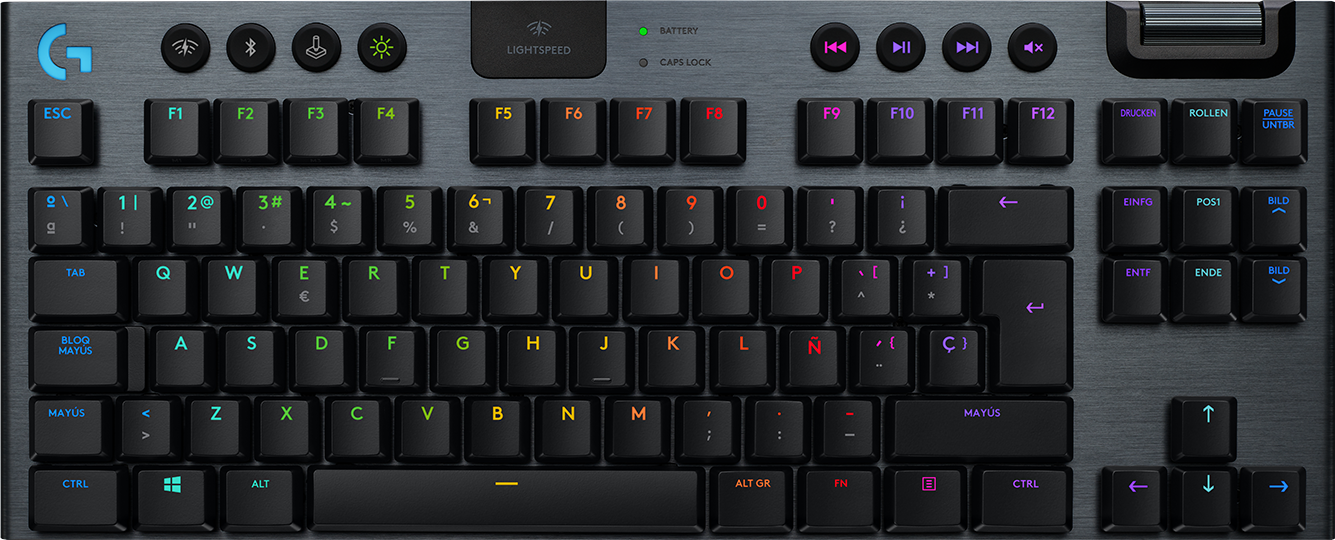 G
LIGHTSPEED
BATTERY
CAPS LOCK
ESC F1 F2 F3 F4 F5 F6 F7 F8 F9 F10 F11 F12 DRUCKEN ROLLEN PAUSE
UNTBR
º \ 1 | 2 @ 3 # 4 ~ 5 6 ¬ 7 8 9 0 ' ¡ ← EINFG POS1 BILD
ª ! " · $ % & / ( ) = ? ¿
TAB Q W E R T Y U I O P ` [ + ] ENTF ENDE BILD
€ ^ *
BLOQ
MAYÚS A S D F G H J K L Ñ ´ { Ç }
¨
MAYÚS < Z X C V B N M , . - MAYÚS ↑
> ; : _
CTRL ALT ALT GR FN CTRL ← ↓ →